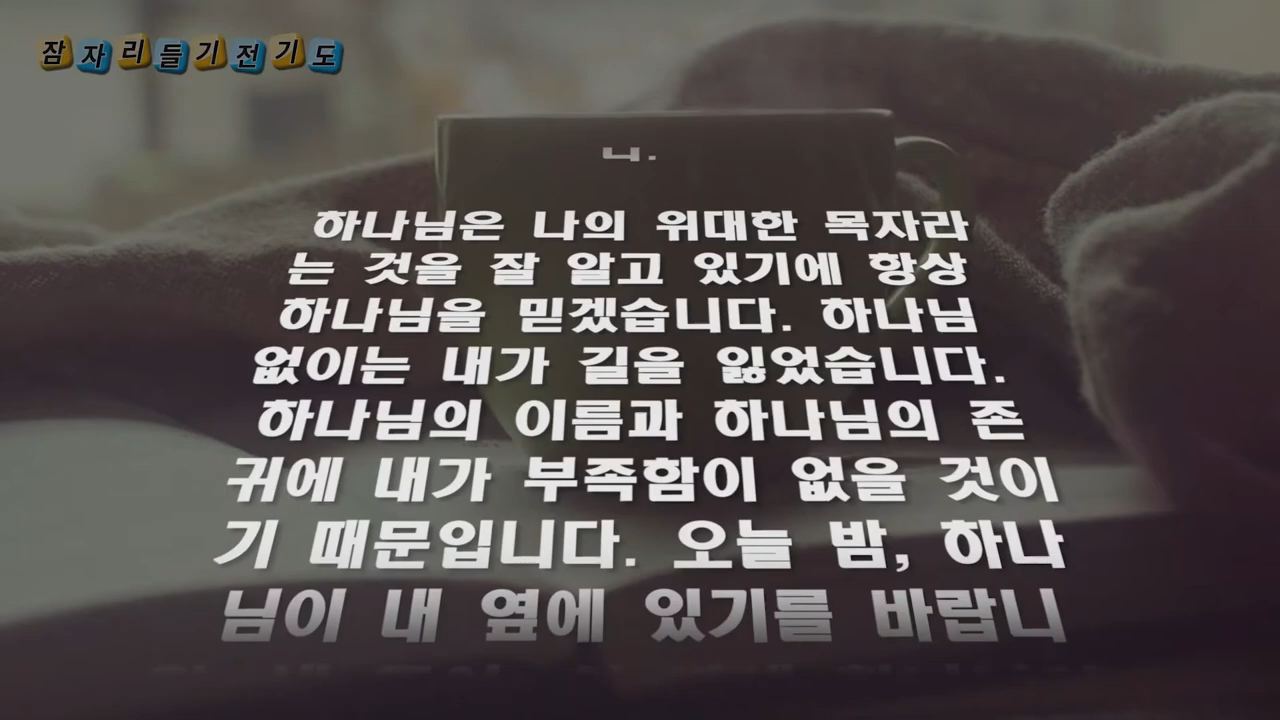 잠자리들기전기도
니.
하나님은 나의 위대한 목자라
는 것을 잘 알고 있기에 항상
하나님을 믿겠습니다. 하나님
없이는 내가 길을 잃었습니다.
하나님의 이름과 하나님의 존
귀에 내가 부족함이 없을 것이
기 때문입니다. 오늘 밤, 하나
님이 내 옆에 있기를 바랍니